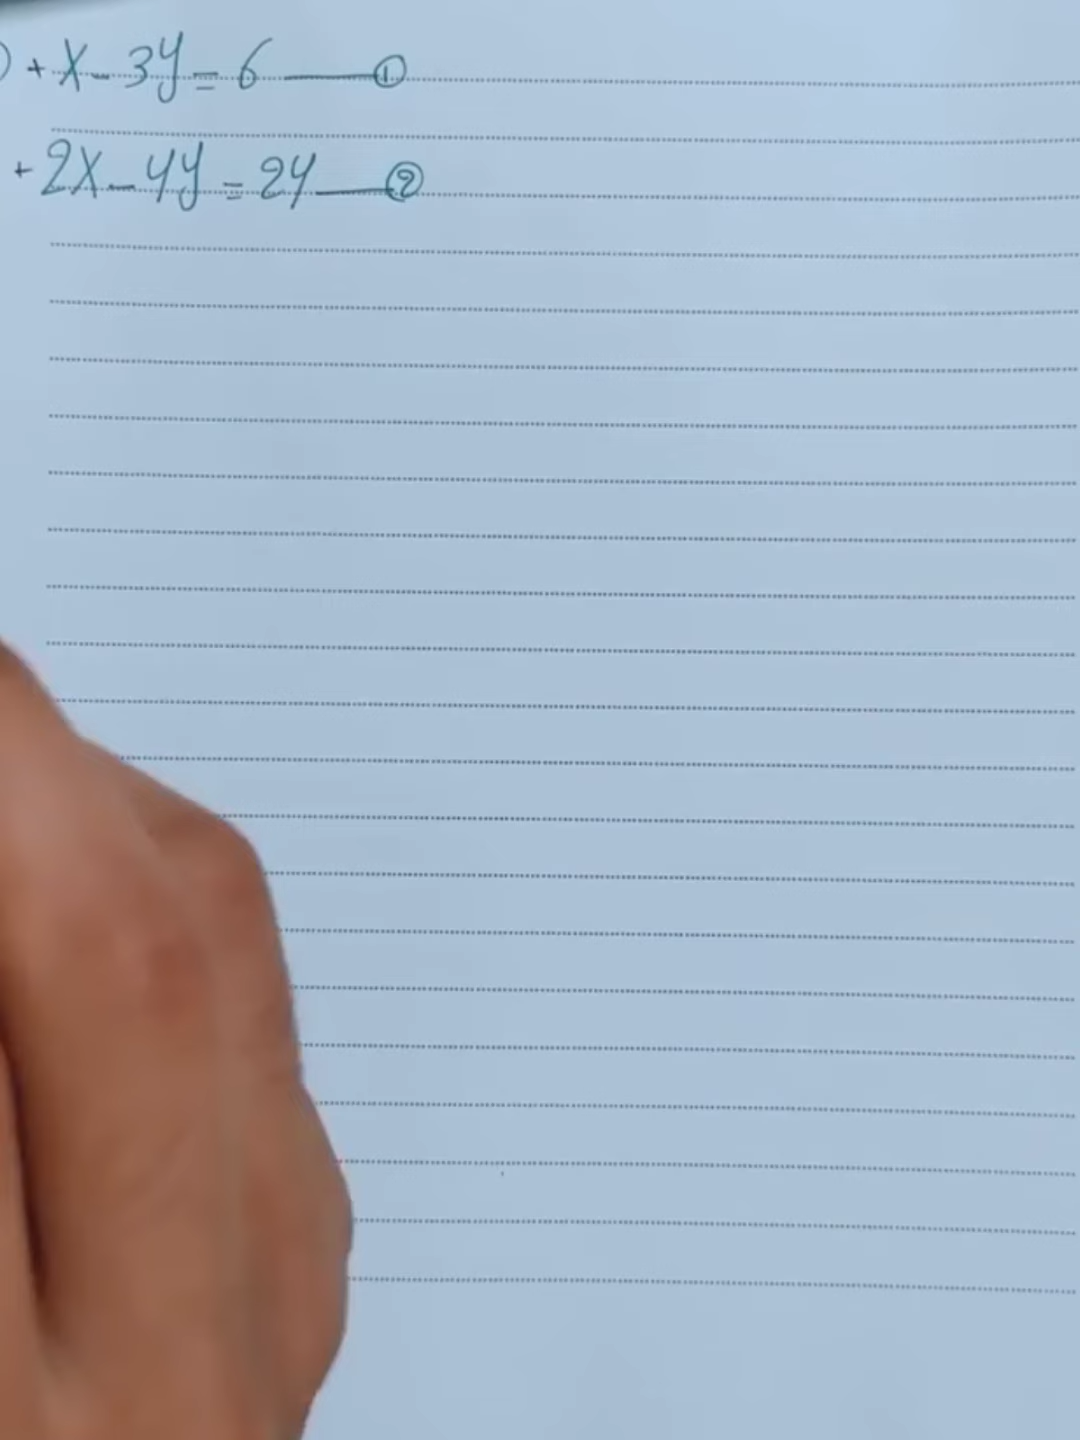 ) + x - 3y = 6 —— ①
+ 2x - 4y = 24 —— ②